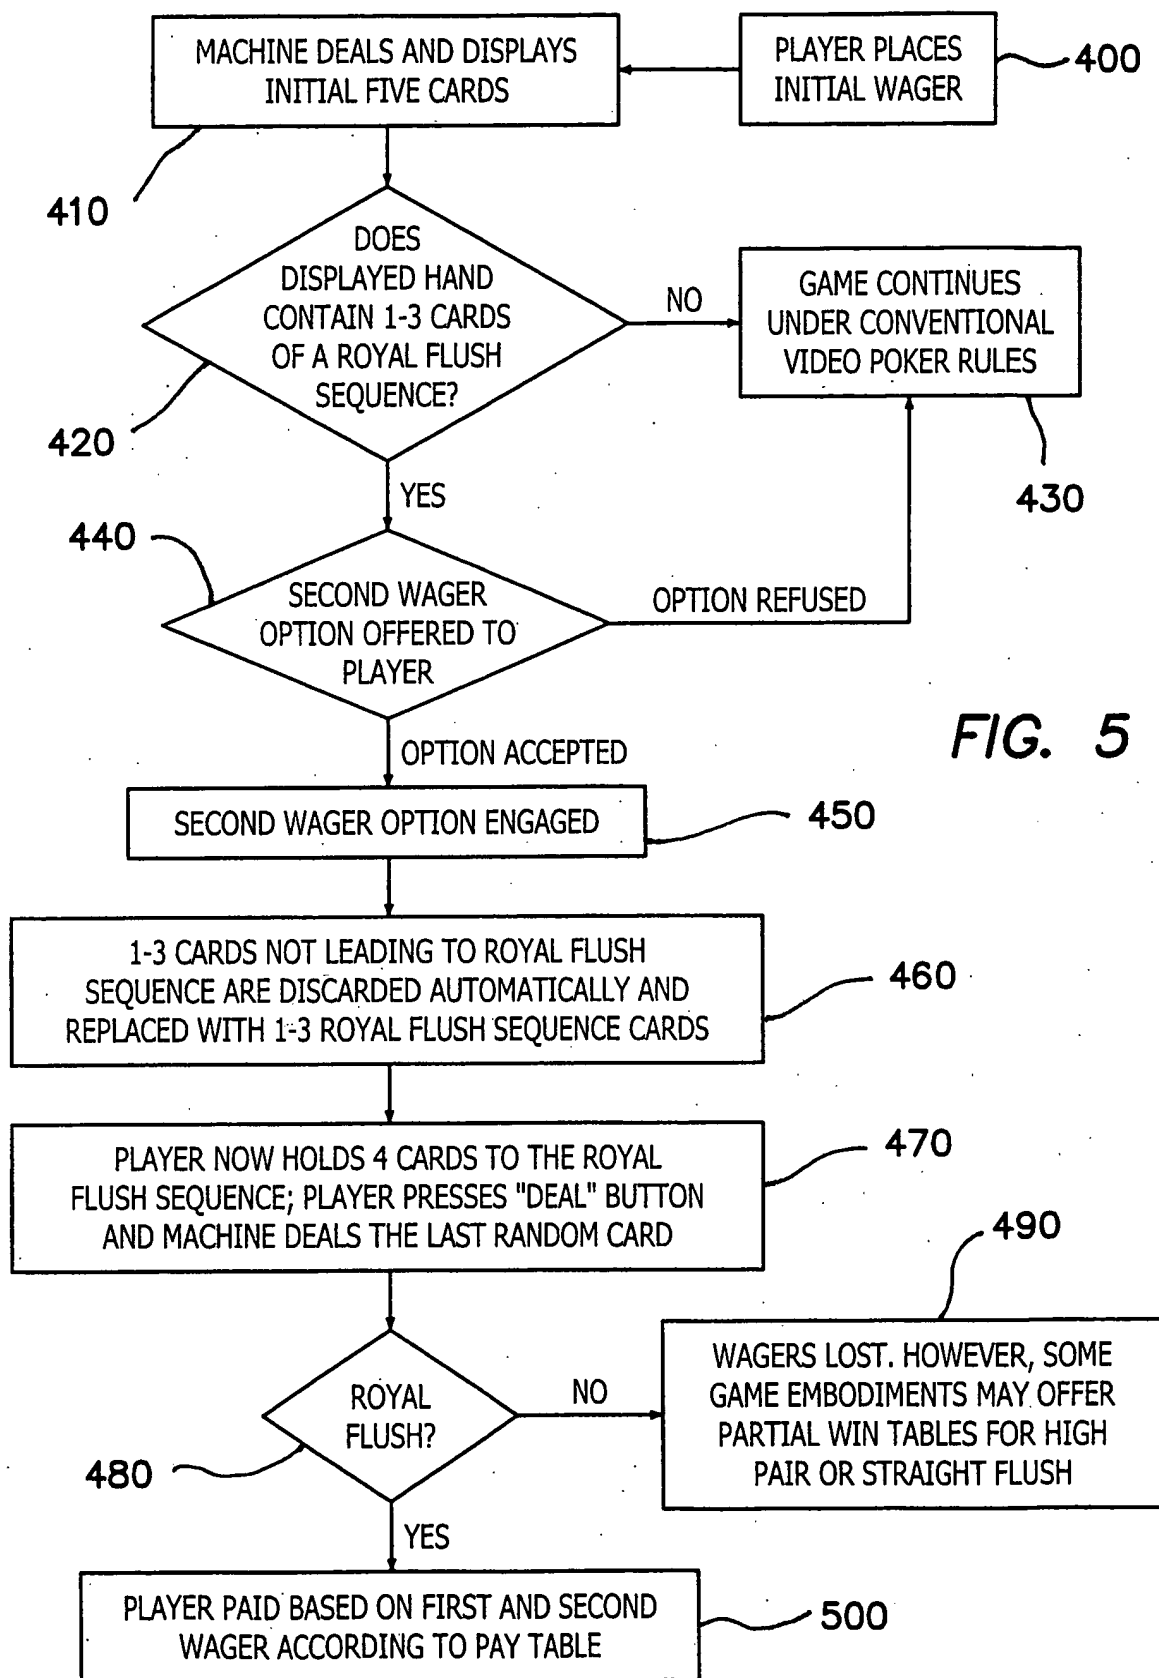 PLAYER PLACES
INITIAL WAGER
400
MACHINE DEALS AND DISPLAYS
INITIAL FIVE CARDS
410
DOES
DISPLAYED HAND
CONTAIN 1-3 CARDS
OF A ROYAL FLUSH
SEQUENCE?
420
NO
GAME CONTINUES
UNDER CONVENTIONAL
VIDEO POKER RULES
430
YES
440
SECOND WAGER
OPTION OFFERED TO
PLAYER
OPTION REFUSED
OPTION ACCEPTED
FIG. 5
SECOND WAGER OPTION ENGAGED
450
1-3 CARDS NOT LEADING TO ROYAL FLUSH
SEQUENCE ARE DISCARDED AUTOMATICALLY AND
REPLACED WITH 1-3 ROYAL FLUSH SEQUENCE CARDS
460
PLAYER NOW HOLDS 4 CARDS TO THE ROYAL
FLUSH SEQUENCE; PLAYER PRESSES "DEAL" BUTTON
AND MACHINE DEALS THE LAST RANDOM CARD
470
ROYAL
FLUSH?
480
NO
490
WAGERS LOST. HOWEVER, SOME
GAME EMBODIMENTS MAY OFFER
PARTIAL WIN TABLES FOR HIGH
PAIR OR STRAIGHT FLUSH
YES
PLAYER PAID BASED ON FIRST AND SECOND
WAGER ACCORDING TO PAY TABLE
500